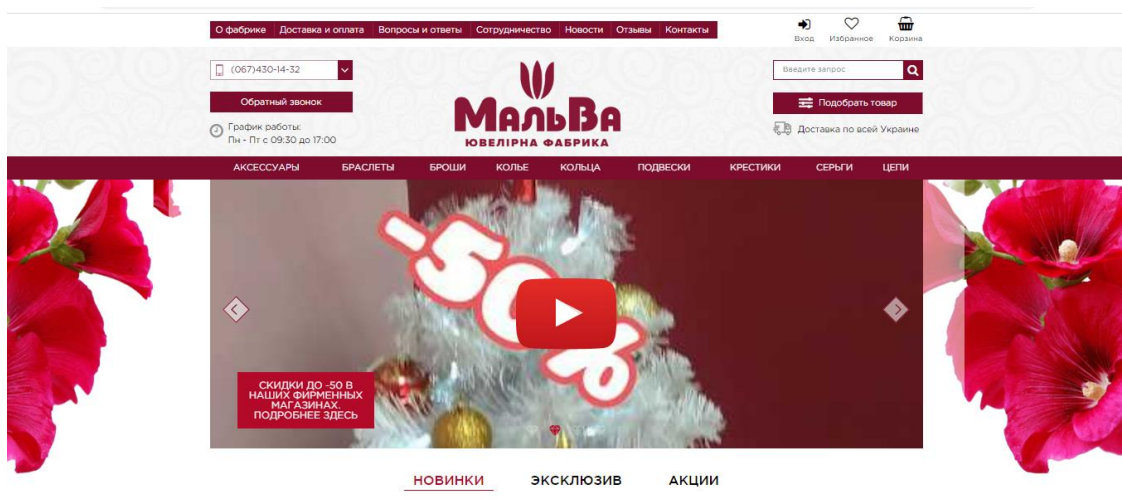 О фабрике Доставка и оплата Вопросы и ответы Сотрудничество Новости Отзывы Контакты
Вход Избранное Корзина
(067)430-14-32
Обратный звонок
График работы:
Пн - Пт с 09:30 до 17:00
МальВа
ЮВЕЛІРНА ФАБРИКА
Введите запрос
Подобрать товар
Доставка по всей Украине
АКСЕССУАРЫ БРАСЛЕТЫ БРОШИ КОЛЬЕ КОЛЬЦА ПОДВЕСКИ КРЕСТИКИ СЕРЬГИ ЦЕПИ
-50%
СКИДКИ ДО -50 В
НАШИХ ФИРМЕННЫХ
МАГАЗИНАХ.
ПОДРОБНЕЕ ЗДЕСЬ
НОВИНКИ ЭКСКЛЮЗИВ АКЦИИ